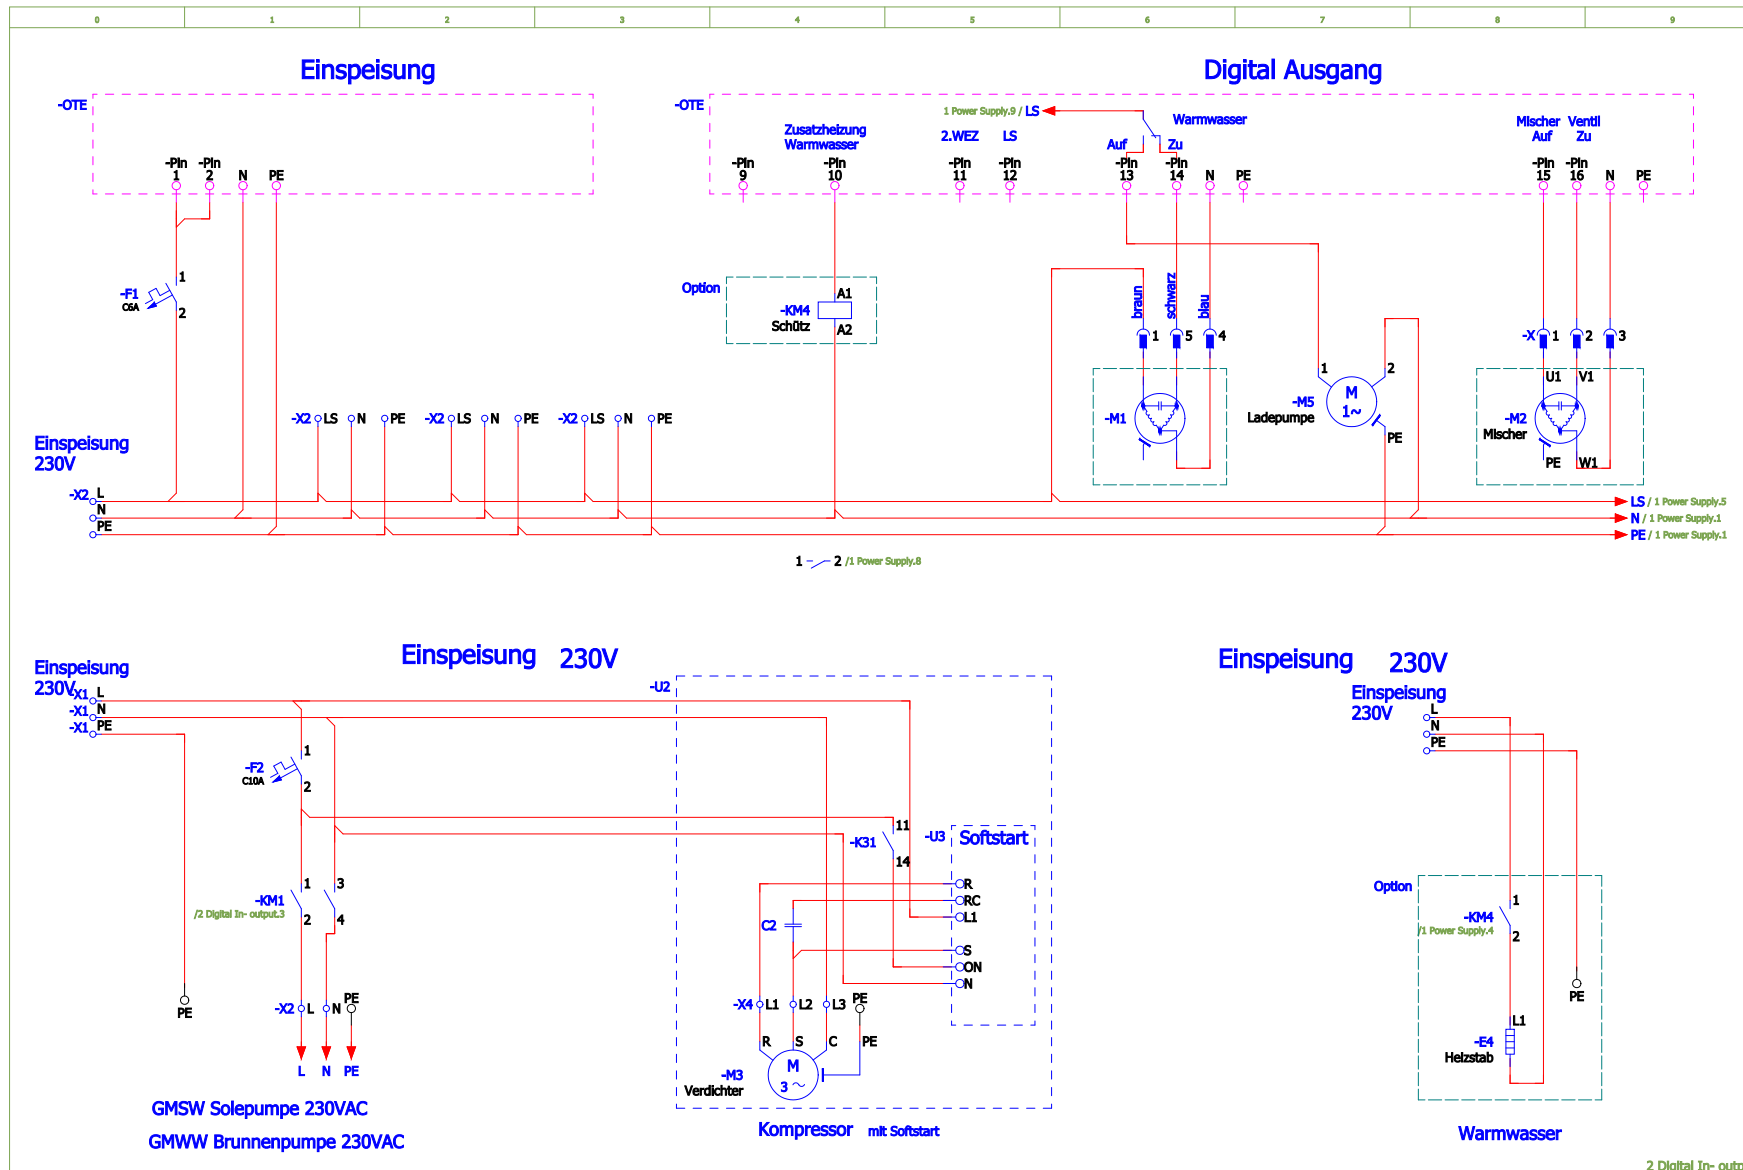 0 1 2 3 4 5 6 7 8 9
Einspeisung
Digital Ausgang
-OTE
-Pin 1
-Pin 2
N
PE
-OTE
1 Power Supply.9 / LS
Zusatzheizung
Warmwasser
2.WEZ LS
Warmwasser
Auf Zu
Mischer Ventil
Auf Zu
-Pin 9
-Pin 10
-Pin 11
-Pin 12
-Pin 13
-Pin 14
N
PE
-Pin 15
-Pin 16
N
PE
-F1
C6A
1
2
Option
-KM4
Schütz
A1
A2
braun
schwarz
blau
1 5 4
-X 1 2 3
-M1
-M5
Ladepumpe
M
1~
1 2
PE
-M2
Mischer
U1 V1
PE W1
-X2 LS N PE
-X2 LS N PE
-X2 LS N PE
Einspeisung
230V
-X2 L
N
PE
LS / 1 Power Supply.5
N / 1 Power Supply.1
PE / 1 Power Supply.1
1 2 /1 Power Supply.8
Einspeisung 230V
Einspeisung 230V
Einspeisung
230V
-X1 L
-X1 N
-X1 PE
-F2
C10A
1
2
-KM1
/2 Digital In- output.3
1 3
2 4
PE
-X2 L N PE
L N PE
GMSW Solepumpe 230VAC
GMWW Brunnenpumpe 230VAC
-U2
-K31
11
14
-U3
Softstart
R
RC
L1
S
ON
N
C2
-X4 L1 L2 L3 PE
R S C PE
-M3
Verdichter
M
3 ~
Kompressor mit Softstart
Einspeisung
230V
L
N
PE
Option
-KM4
/1 Power Supply.4
1
2
PE
L1
-E4
Heizstab
Warmwasser
2 Digital In- outp